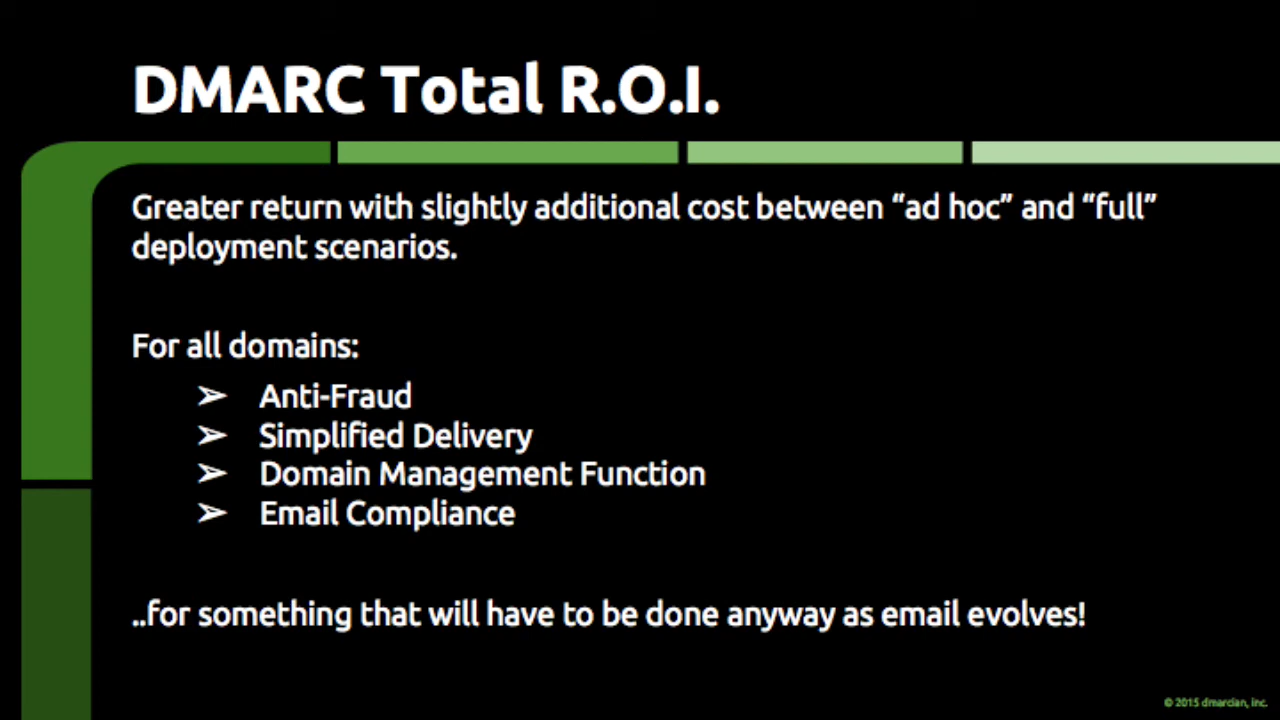 DMARC Total R.O.I.
Greater return with slightly additional cost between “ad hoc” and “full”
deployment scenarios.
For all domains:
➢ Anti-Fraud
➢ Simplified Delivery
➢ Domain Management Function
➢ Email Compliance
..for something that will have to be done anyway as email evolves!
© 2015 dmarcian, inc.